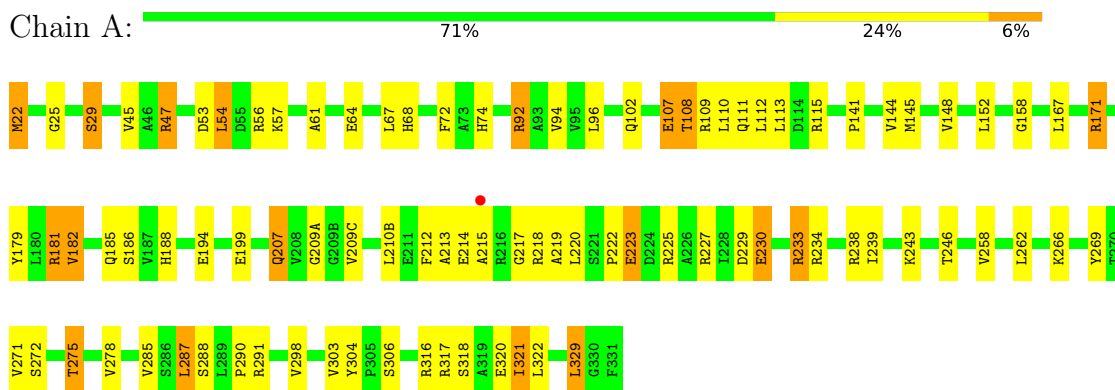 Chain A:
71% 24% 6%
M22 G25 S29 V45 A46 R47 D53 L54 D55 R56 K57 A61 E64 L67 H68 F72 A73 H74 R92 A93 V94 V95 L96 Q102 E107 T108 R109 L110 Q111 L112 L113 D114 R115 P141 V144 M145 V148 L152 G158 L167 R171
Y179 L180 R181 V182 Q185 S186 V187 H188 E194 E199 Q207 V208 G209A G209B V209C L210B E211 F212 A213 E214 A215 R216 G217 R218 A219 L220 S221 P222 E223 D224 R225 A226 R227 I228 D229 E230 R233 R234 R238 I239 K243 T246 V258 L262 K266 Y269 T270
V271 S272 T275 V278 V285 S286 L287 S288 L289 P290 R291 V298 V303 Y304 P305 S306 R316 R317 S318 A319 E320 I321 L322 L329 G330 F331